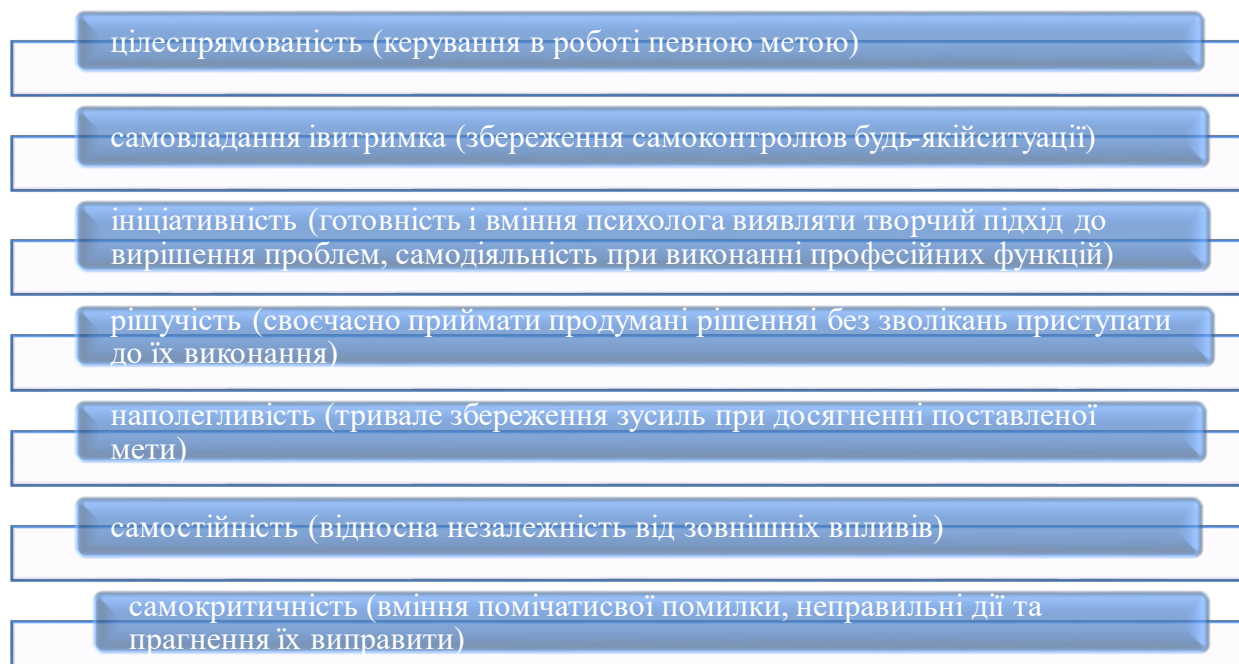 цілеспрямованість (керування в роботі певною метою)
самовладання івитримка (збереження самоконтролюв будь-якійситуації)
ініціативність (готовність і вміння психолога виявляти творчий підхід до
вирішення проблем, самодіяльність при виконанні професійних функцій)
рішучість (своєчасно приймати продумані рішенняі без зволікань приступати
до їх виконання)
наполегливість (тривале збереження зусиль при досягненні поставленої
мети)
самостійність (відносна незалежність від зовнішніх впливів)
самокритичність (вміння помічатисвої помилки, неправильні дії та
прагнення їх виправити)